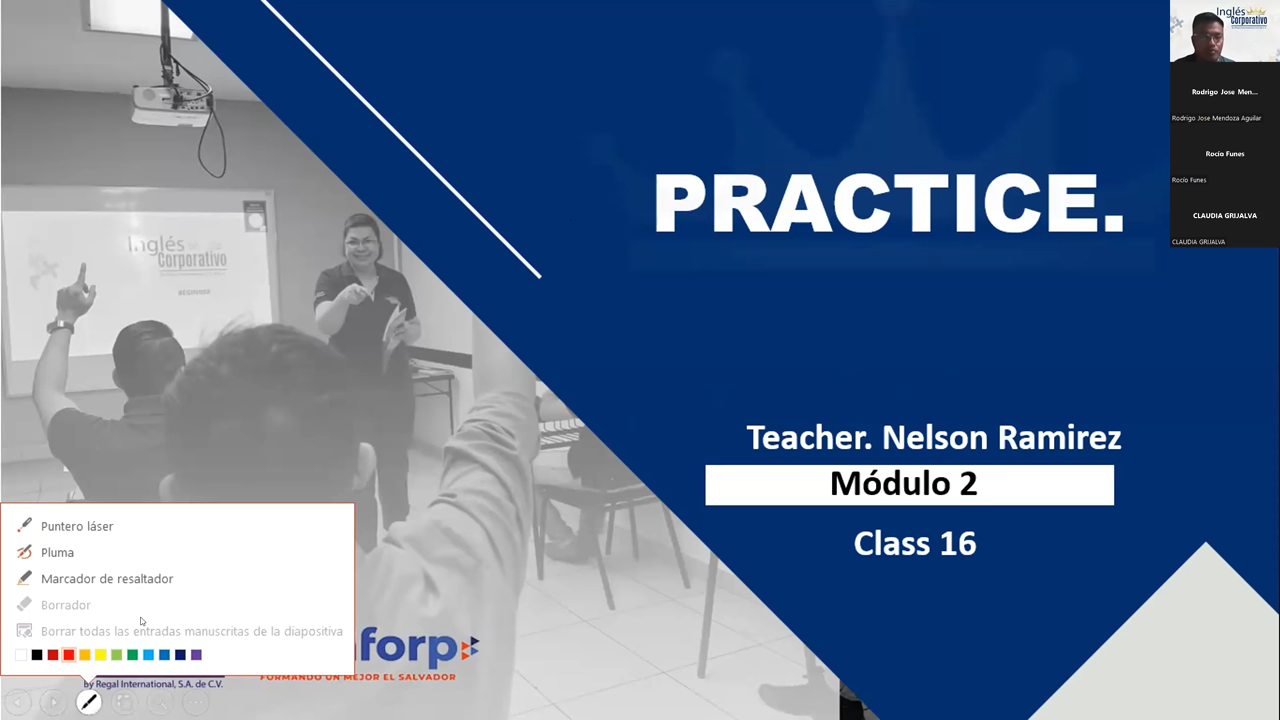 Inglés
Corporativo
Rodrigo Jose Men...
Rodrigo Jose Mendoza Aguilar
Rocío Funes
Rocío Funes
CLAUDIA GRIJALVA
CLAUDIA GRIJALVA
PRACTICE.
Inglés
Corporativo
Teacher. Nelson Ramirez
Módulo 2
Class 16
Puntero láser
Pluma
Marcador de resaltador
Borrador
Borrar todas las entradas manuscritas de la diapositiva
forp
FORMANDO UN MEJOR EL SALVADOR
by Regal International, S.A. de C.V.